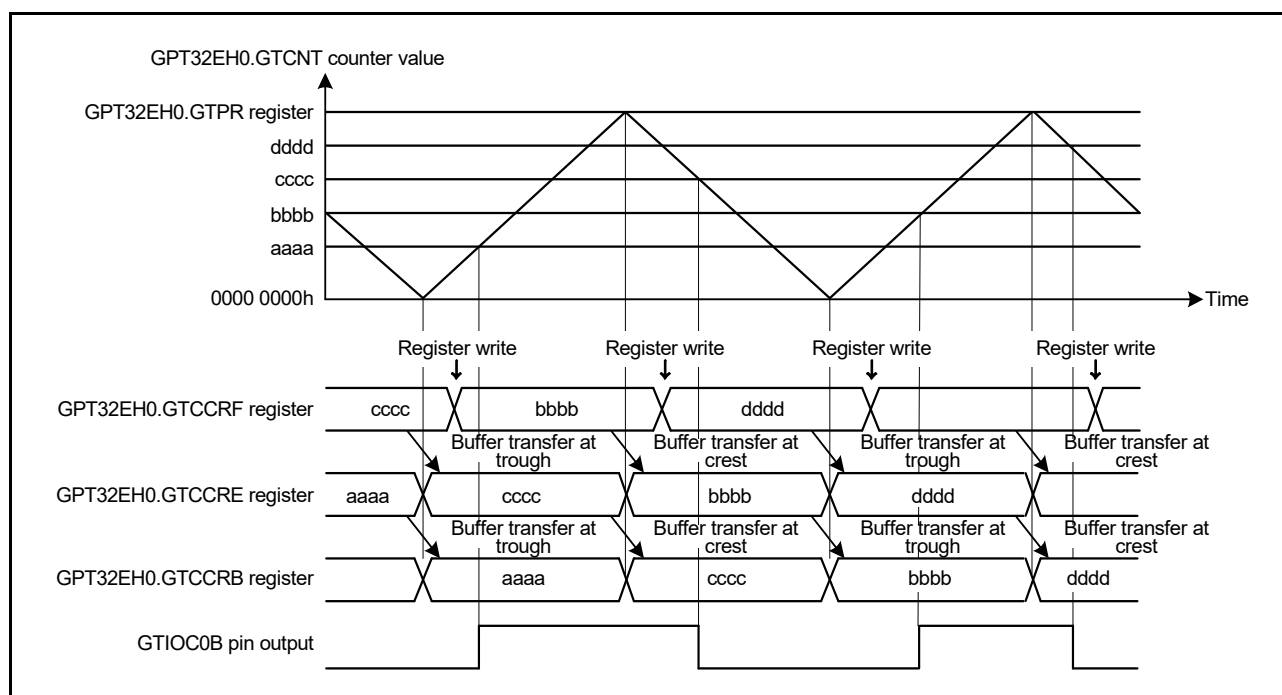 GPT32EH0.GTCNT counter value
GPT32EH0.GTPR register
dddd
cccc
bbbb
aaaa
0000 0000h
Time
Register write Register write Register write Register write
GPT32EH0.GTCCRF register cccc bbbb dddd
Buffer transfer at Buffer transfer at Buffer transfer at Buffer transfer at
trough crest trough crest
GPT32EH0.GTCCRE register aaaa cccc bbbb dddd
Buffer transfer at Buffer transfer at Buffer transfer at Buffer transfer at
trough crest trough crest
GPT32EH0.GTCCRB register aaaa cccc bbbb dddd
GTIOC0B pin output